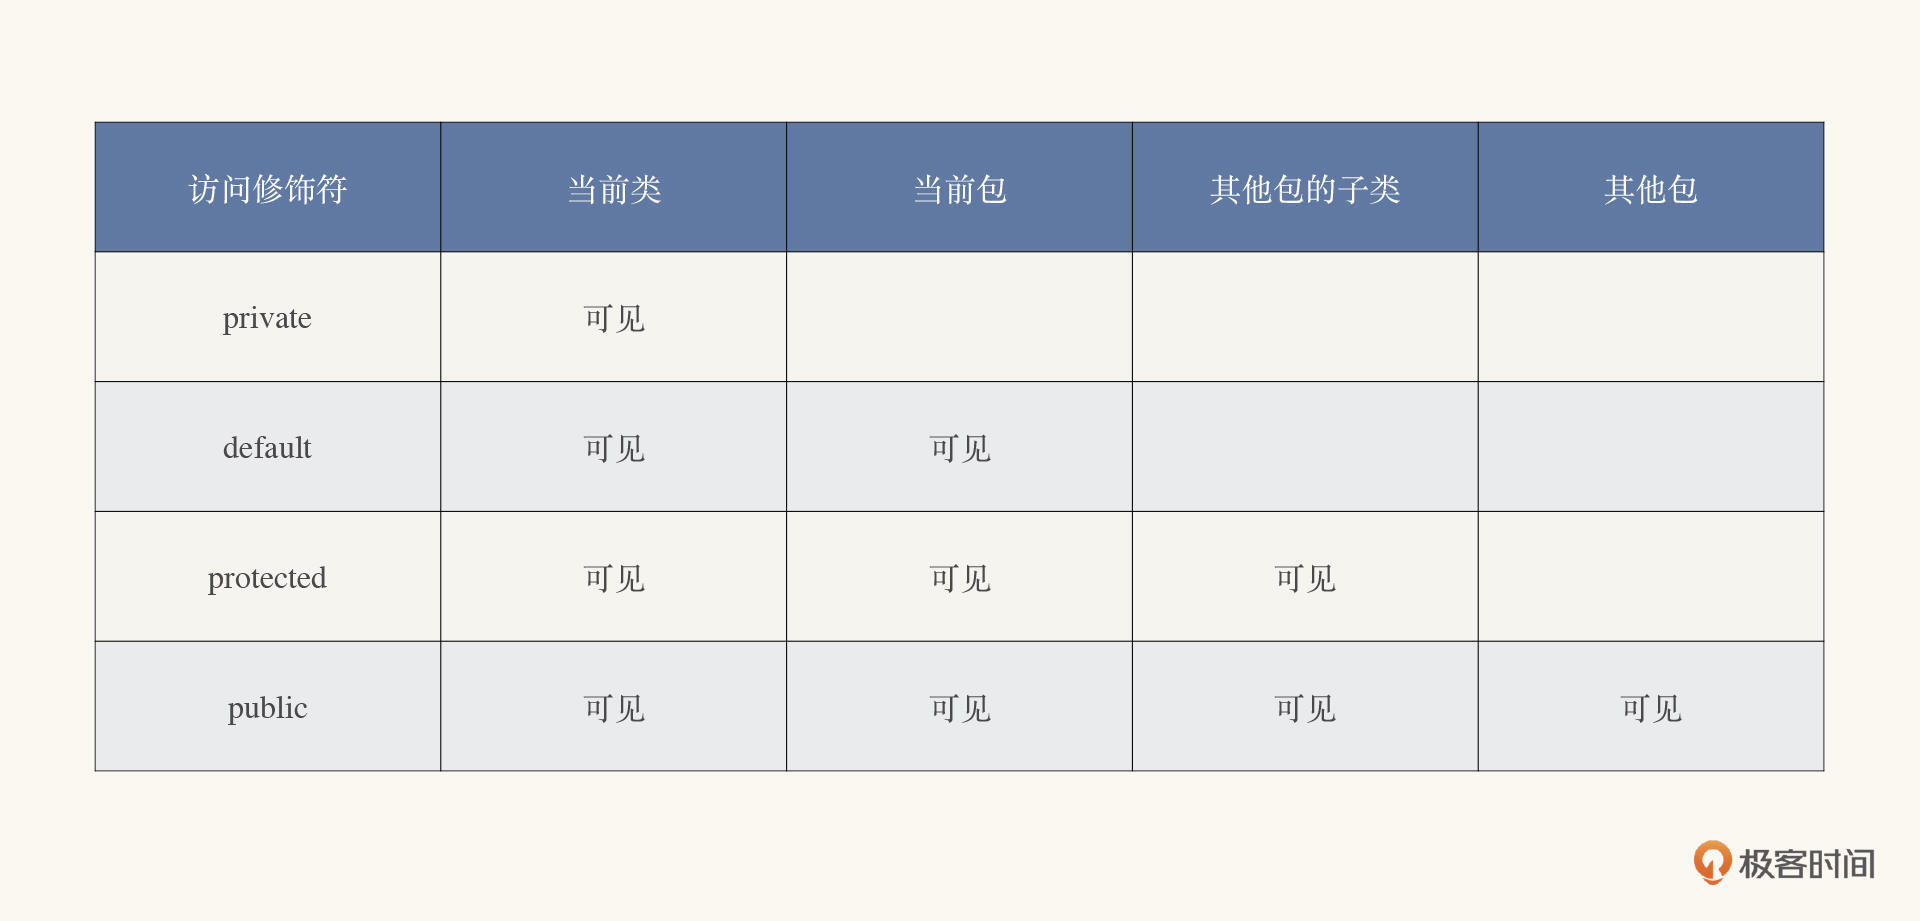 访问修饰符 当前类 当前包 其他包的子类 其他包
private 可见
default 可见 可见
protected 可见 可见 可见
public 可见 可见 可见 可见
极客时间